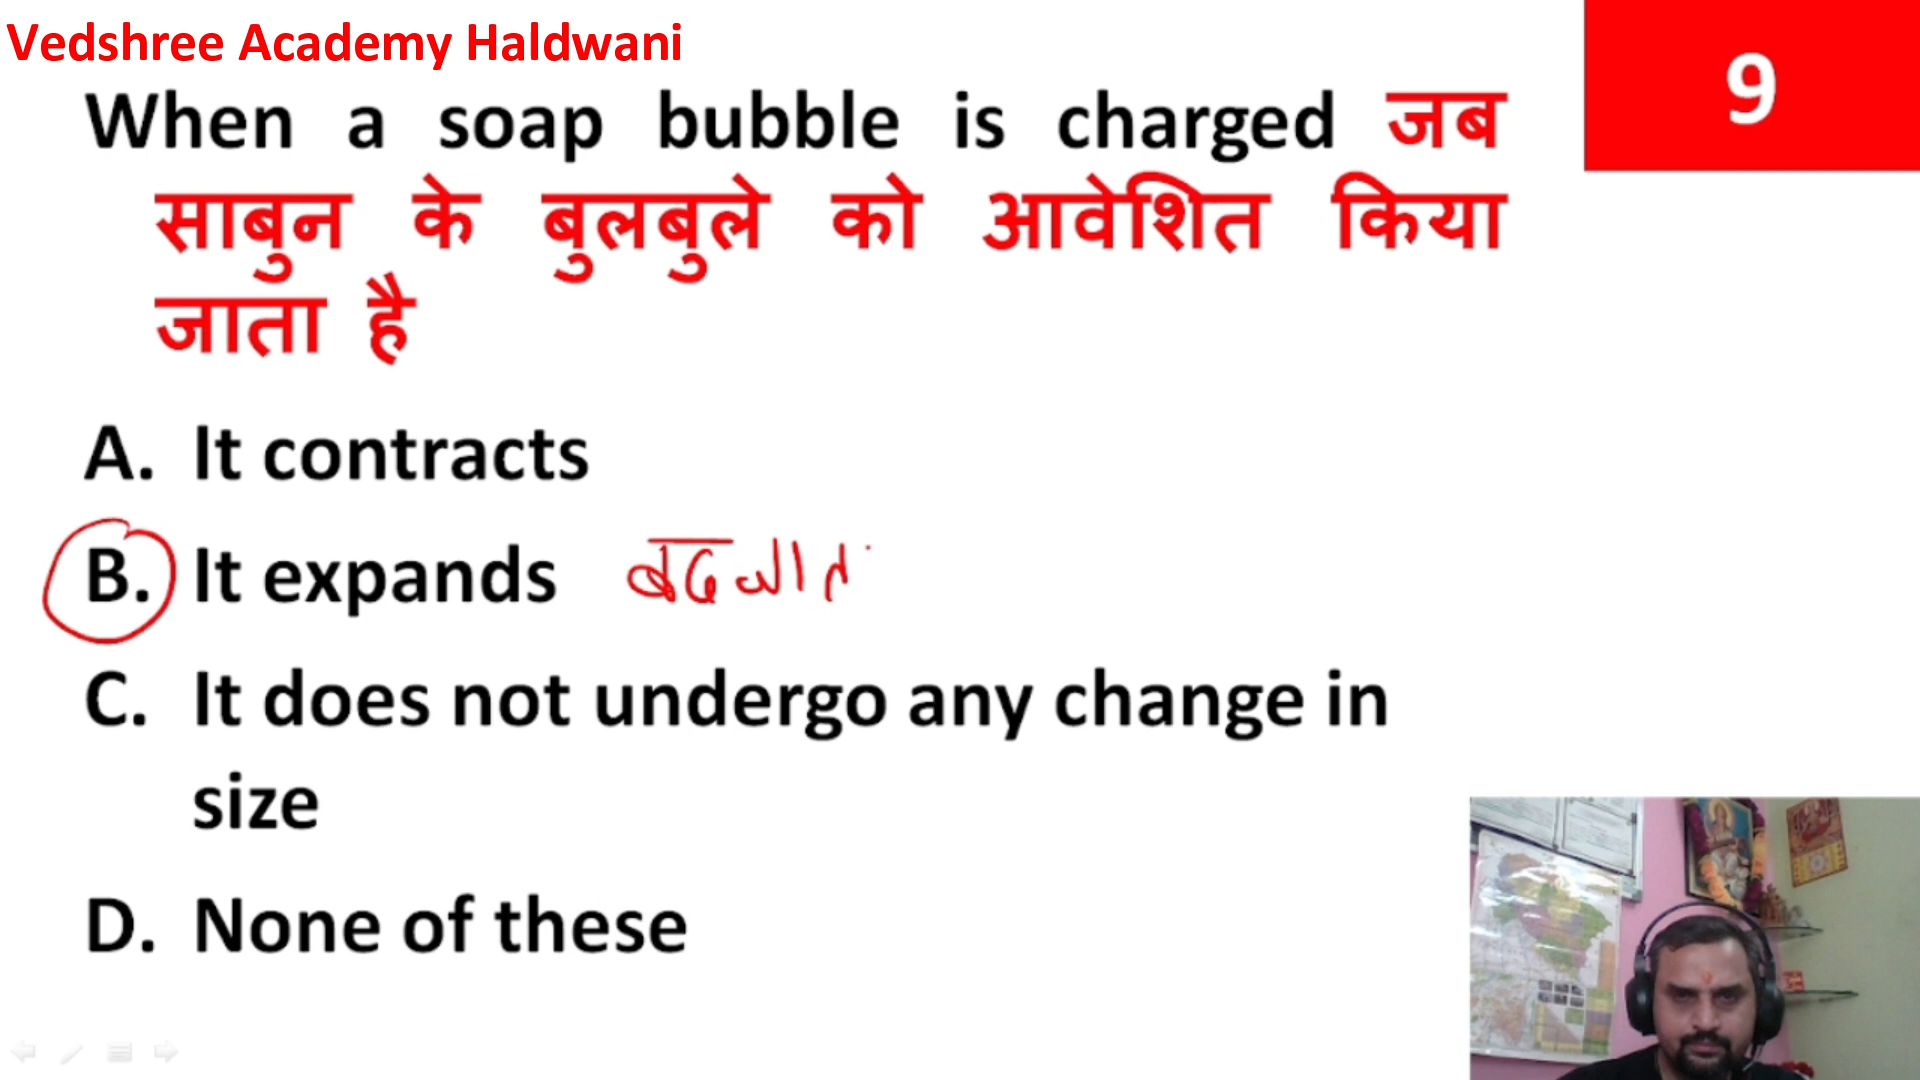 Vedshree Academy Haldwani
9
When a soap bubble is charged जब
साबुन के बुलबुले को आवेशित किया
जाता है
A. It contracts
B. It expands
C. It does not undergo any change in
size
D. None of these